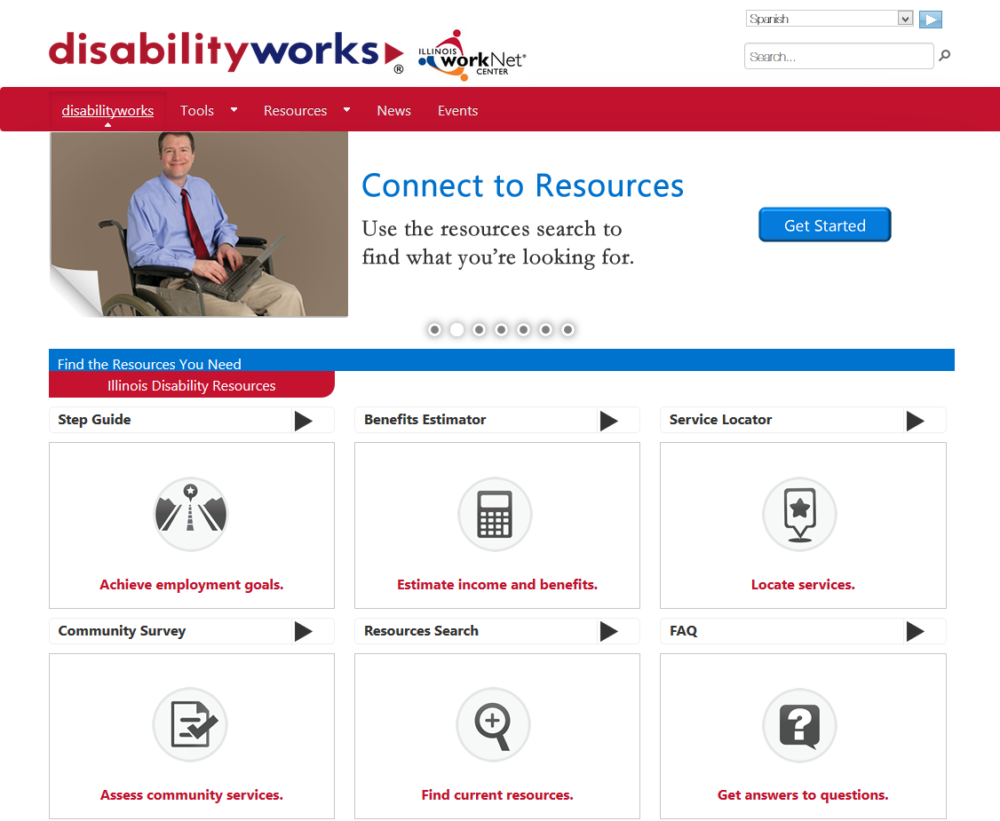 Spanish
disabilityworks®
ILLINOIS
workNet®
CENTER
Search...
disabilityworks Tools Resources News Events
Connect to Resources
Use the resources search to
find what you’re looking for.
Get Started
Find the Resources You Need
Illinois Disability Resources
Step Guide Benefits Estimator Service Locator
Achieve employment goals. Estimate income and benefits. Locate services.
Community Survey Resources Search FAQ
Assess community services. Find current resources. Get answers to questions.